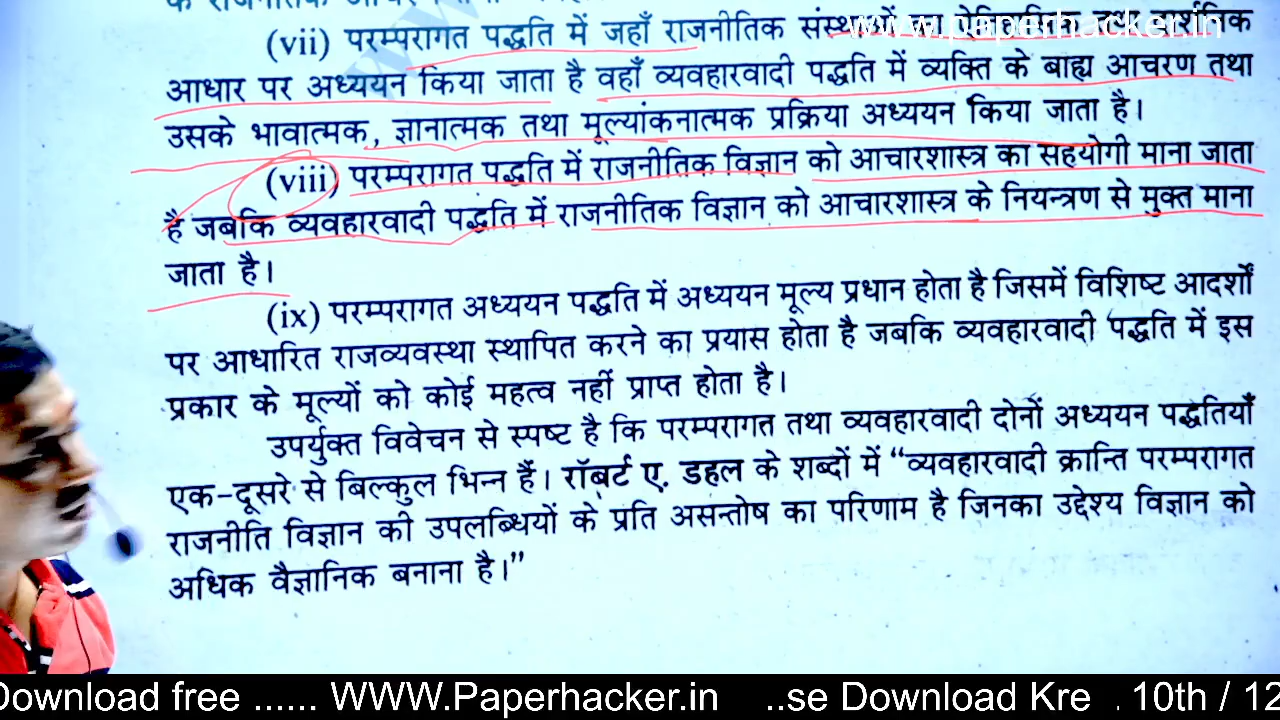 (vii) परम्परागत पद्धति में जहाँ राजनीतिक संस्थाओं का तथा दार्शनिक
www.paperhacker.in
आधार पर अध्ययन किया जाता है वहाँ व्यवहारवादी पद्धति में व्यक्ति के बाह्य आचरण तथा
उसके भावात्मक, ज्ञानात्मक तथा मूल्यांकनात्मक प्रक्रिया अध्ययन किया जाता है।
(viii) परम्परागत पद्धति में राजनीतिक विज्ञान को आचारशास्त्र का सहयोगी माना जाता
है जबकि व्यवहारवादी पद्धति में राजनीतिक विज्ञान को आचारशास्त्र के नियन्त्रण से मुक्त माना
जाता है।
(ix) परम्परागत अध्ययन पद्धति में अध्ययन मूल्य प्रधान होता है जिसमें विशिष्ट आदर्शों
पर आधारित राजव्यवस्था स्थापित करने का प्रयास होता है जबकि व्यवहारवादी पद्धति में इस
प्रकार के मूल्यों को कोई महत्व नहीं प्राप्त होता है।
उपर्युक्त विवेचन से स्पष्ट है कि परम्परागत तथा व्यवहारवादी दोनों अध्ययन पद्धतियाँ
एक-दूसरे से बिल्कुल भिन्न हैं। रॉबर्ट ए. डहल के शब्दों में “व्यवहारवादी क्रान्ति परम्परागत
राजनीति विज्ञान की उपलब्धियों के प्रति असन्तोष का परिणाम है जिनका उद्देश्य विज्ञान को
अधिक वैज्ञानिक बनाना है।”
Download free ...... WWW.Paperhacker.in ..se Download Kre . 10th / 12